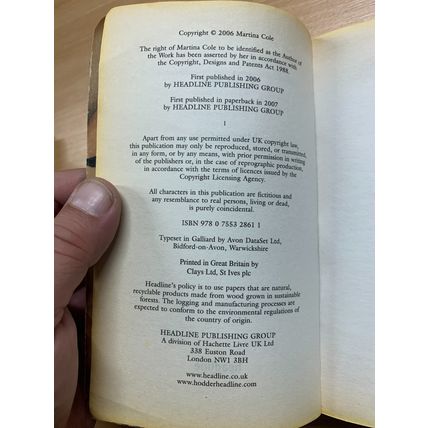 Copyright © 2006 Martina Cole
The right of Martina Cole to be identified as the Author of
the Work has been asserted by her in accordance with
the Copyright, Designs and Patents Act 1988.
First published in 2006
by HEADLINE PUBLISHING GROUP
First published in paperback in 2007
by HEADLINE PUBLISHING GROUP
1
Apart from any use permitted under UK copyright law,
this publication may only be reproduced, stored, or transmitted,
in any form, or by any means, with prior permission in writing
of the publishers or, in the case of reprographic production,
in accordance with the terms of licences issued by the
Copyright Licensing Agency.
All characters in this publication are fictitious and
any resemblance to real persons, living or dead,
is purely coincidental.
ISBN 978 0 7553 2861 1
Typeset in Galliard by Avon DataSet Ltd,
Bidford-on-Avon, Warwickshire
Printed in Great Britain by
Clays Ltd, St Ives plc
Headline's policy is to use papers that are natural,
recyclable products and made from wood grown in sustainable
forests. The logging and manufacturing processes are
expected to conform to the environmental regulations of
the country of origin.
HEADLINE PUBLISHING GROUP
A division of Hachette Livre UK Ltd
338 Euston Road
London NW1 3BH
www.headline.co.uk
www.hodderheadline.com